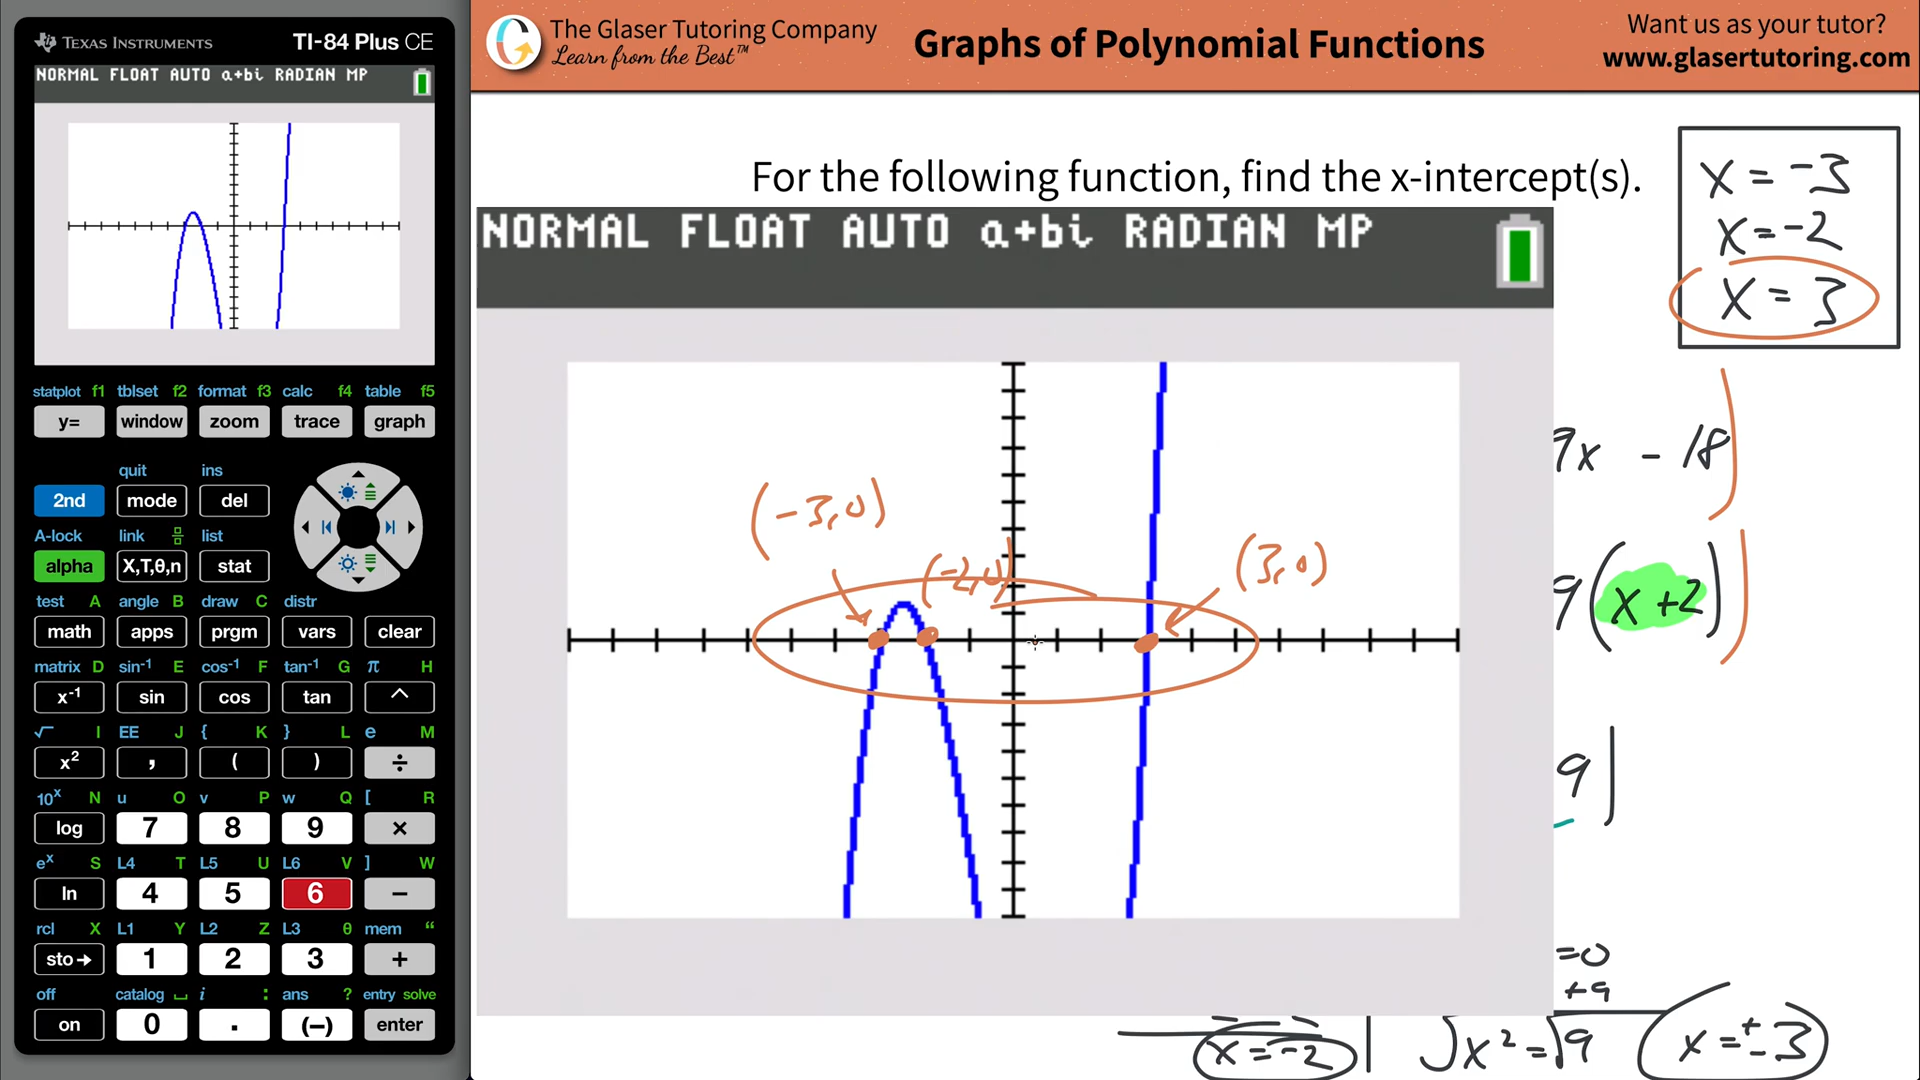 TEXAS INSTRUMENTS TI-84 Plus CE
NORMAL FLOAT AUTO a+bi RADIAN MP
statplot f1 tblset f2 format f3 calc f4 table f5
y= window zoom trace graph
quit ins
2nd mode del
A-lock link list
alpha X,T,θ,n stat
test A angle B draw C distr
math apps prgm vars clear
matrix D sin⁻¹ E cos⁻¹ F tan⁻¹ G π H
x⁻¹ sin cos tan ^
√ I EE J { K } L e M
x² , ( ) ÷
10ˣ N u O v P w Q [ R
log 7 8 9 ×
eˣ S L4 T L5 U L6 V ] W
ln 4 5 6 −
rcl X L1 Y L2 Z L3 θ mem “
sto→ 1 2 3 +
off catalog ⎵ i : ans ? entry solve
on 0 . (−) enter
The Glaser Tutoring Company
Learn from the Best™
Graphs of Polynomial Functions
Want us as your tutor?
www.glasertutoring.com
For the following function, find the x-intercept(s).
x = -3
x = -2
x = 3
NORMAL FLOAT AUTO a+bi RADIAN MP
(-3,0)
(-2,0)
(3,0)
9x - 18)
9(x+2))
9|
=0
+9
x = -2
√x² = √9
x = ±3